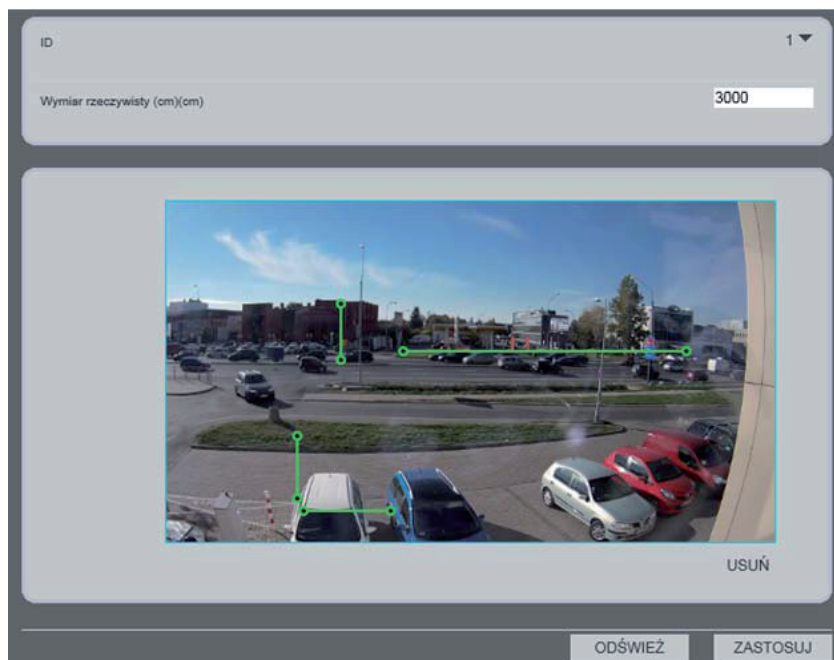 ID
1
Wymiar rzeczywisty (cm)(cm)
3000
USUŃ
ODŚWIEŻ
ZASTOSUJ